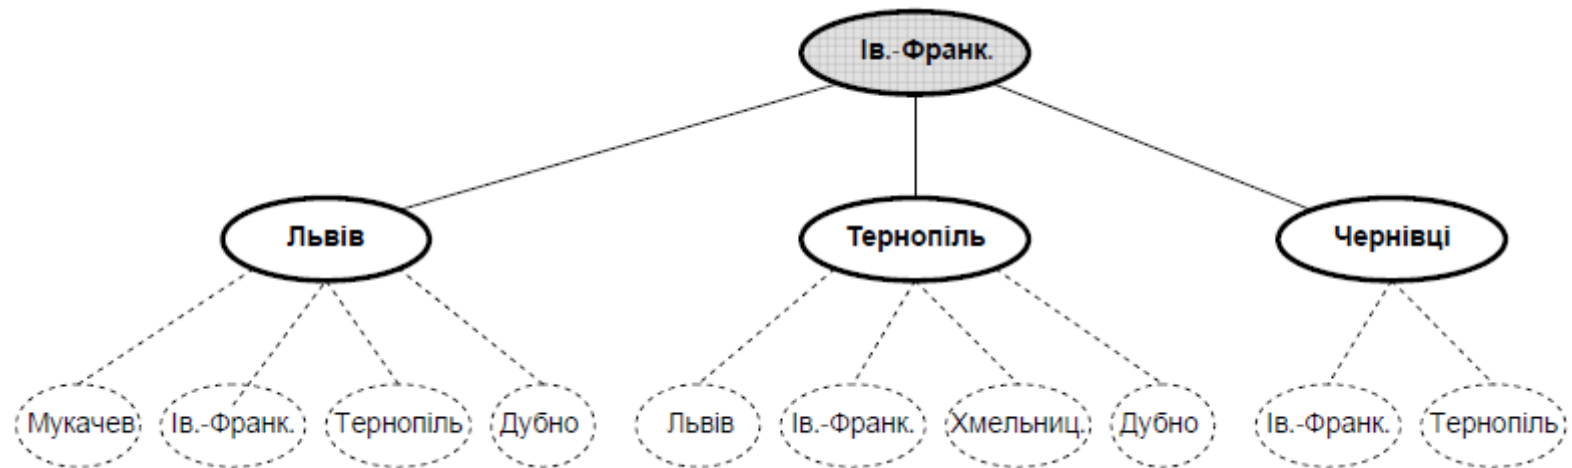 Ів.-Франк.
Львів
Тернопіль
Чернівці
Мукачев
Ів.-Франк.
Тернопіль
Дубно
Львів
Ів.-Франк.
Хмельниц.
Дубно
Ів.-Франк.
Тернопіль